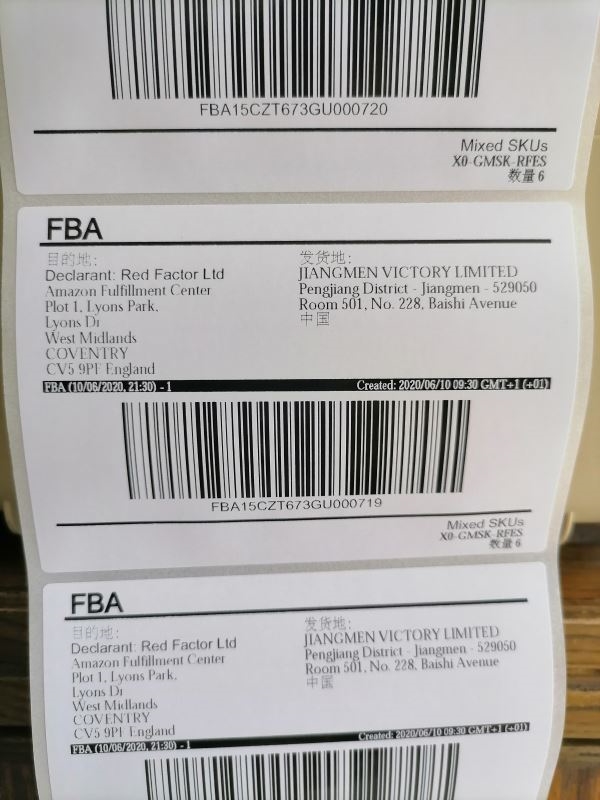 FBA15CZT673GU000720
Mixed SKUs
X0-GMSK-RFES
数量 6
FBA
目的地:
Declarant: Red Factor Ltd
Amazon Fulfillment Center
Plot 1, Lyons Park,
Lyons Dr
West Midlands
COVENTRY
CV5 9PF England
发货地:
JIANGMEN VICTORY LIMITED
Pengjiang District - Jiangmen - 529050
Room 501, No. 228, Baishi Avenue
中国
FBA (10/06/2020, 21:30) - 1
Created: 2020/06/10 09:30 GMT+1 (+01)
FBA15CZT673GU000719
Mixed SKUs
X0-GMSK-RFES
数量 6
FBA
目的地:
Declarant: Red Factor Ltd
Amazon Fulfillment Center
Plot 1, Lyons Park,
Lyons Dr
West Midlands
COVENTRY
CV5 9PF England
发货地:
JIANGMEN VICTORY LIMITED
Pengjiang District - Jiangmen - 529050
Room 501, No. 228, Baishi Avenue
中国
FBA (10/06/2020, 21:30) - 1
Created: 2020/06/10 09:30 GMT+1 (+01)